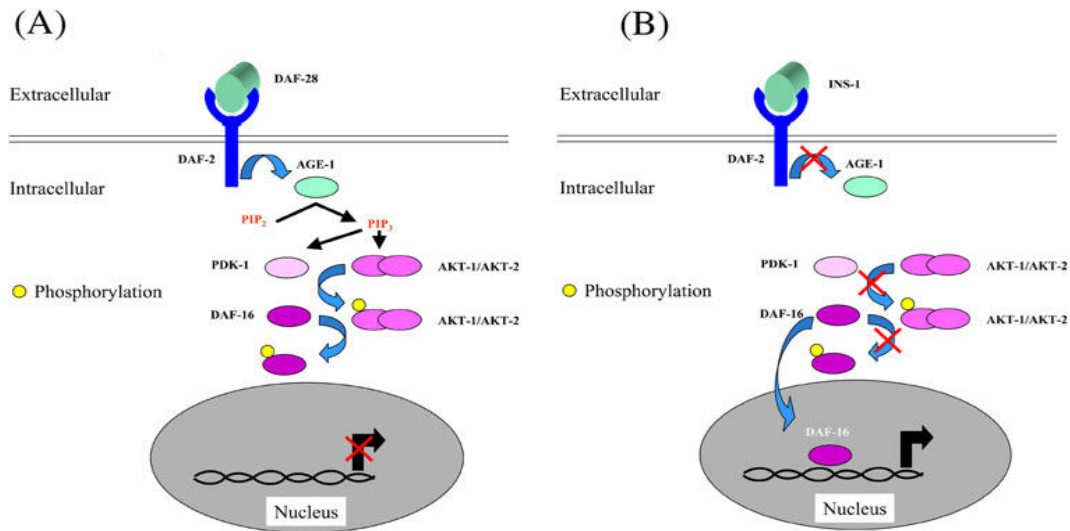 (A)
DAF-28
Extracellular
DAF-2
AGE-1
Intracellular
PIP2
PIP3
PDK-1
AKT-1/AKT-2
Phosphorylation
DAF-16
AKT-1/AKT-2
Nucleus
(B)
INS-1
Extracellular
DAF-2
AGE-1
Intracellular
PDK-1
AKT-1/AKT-2
Phosphorylation
DAF-16
AKT-1/AKT-2
DAF-16
Nucleus